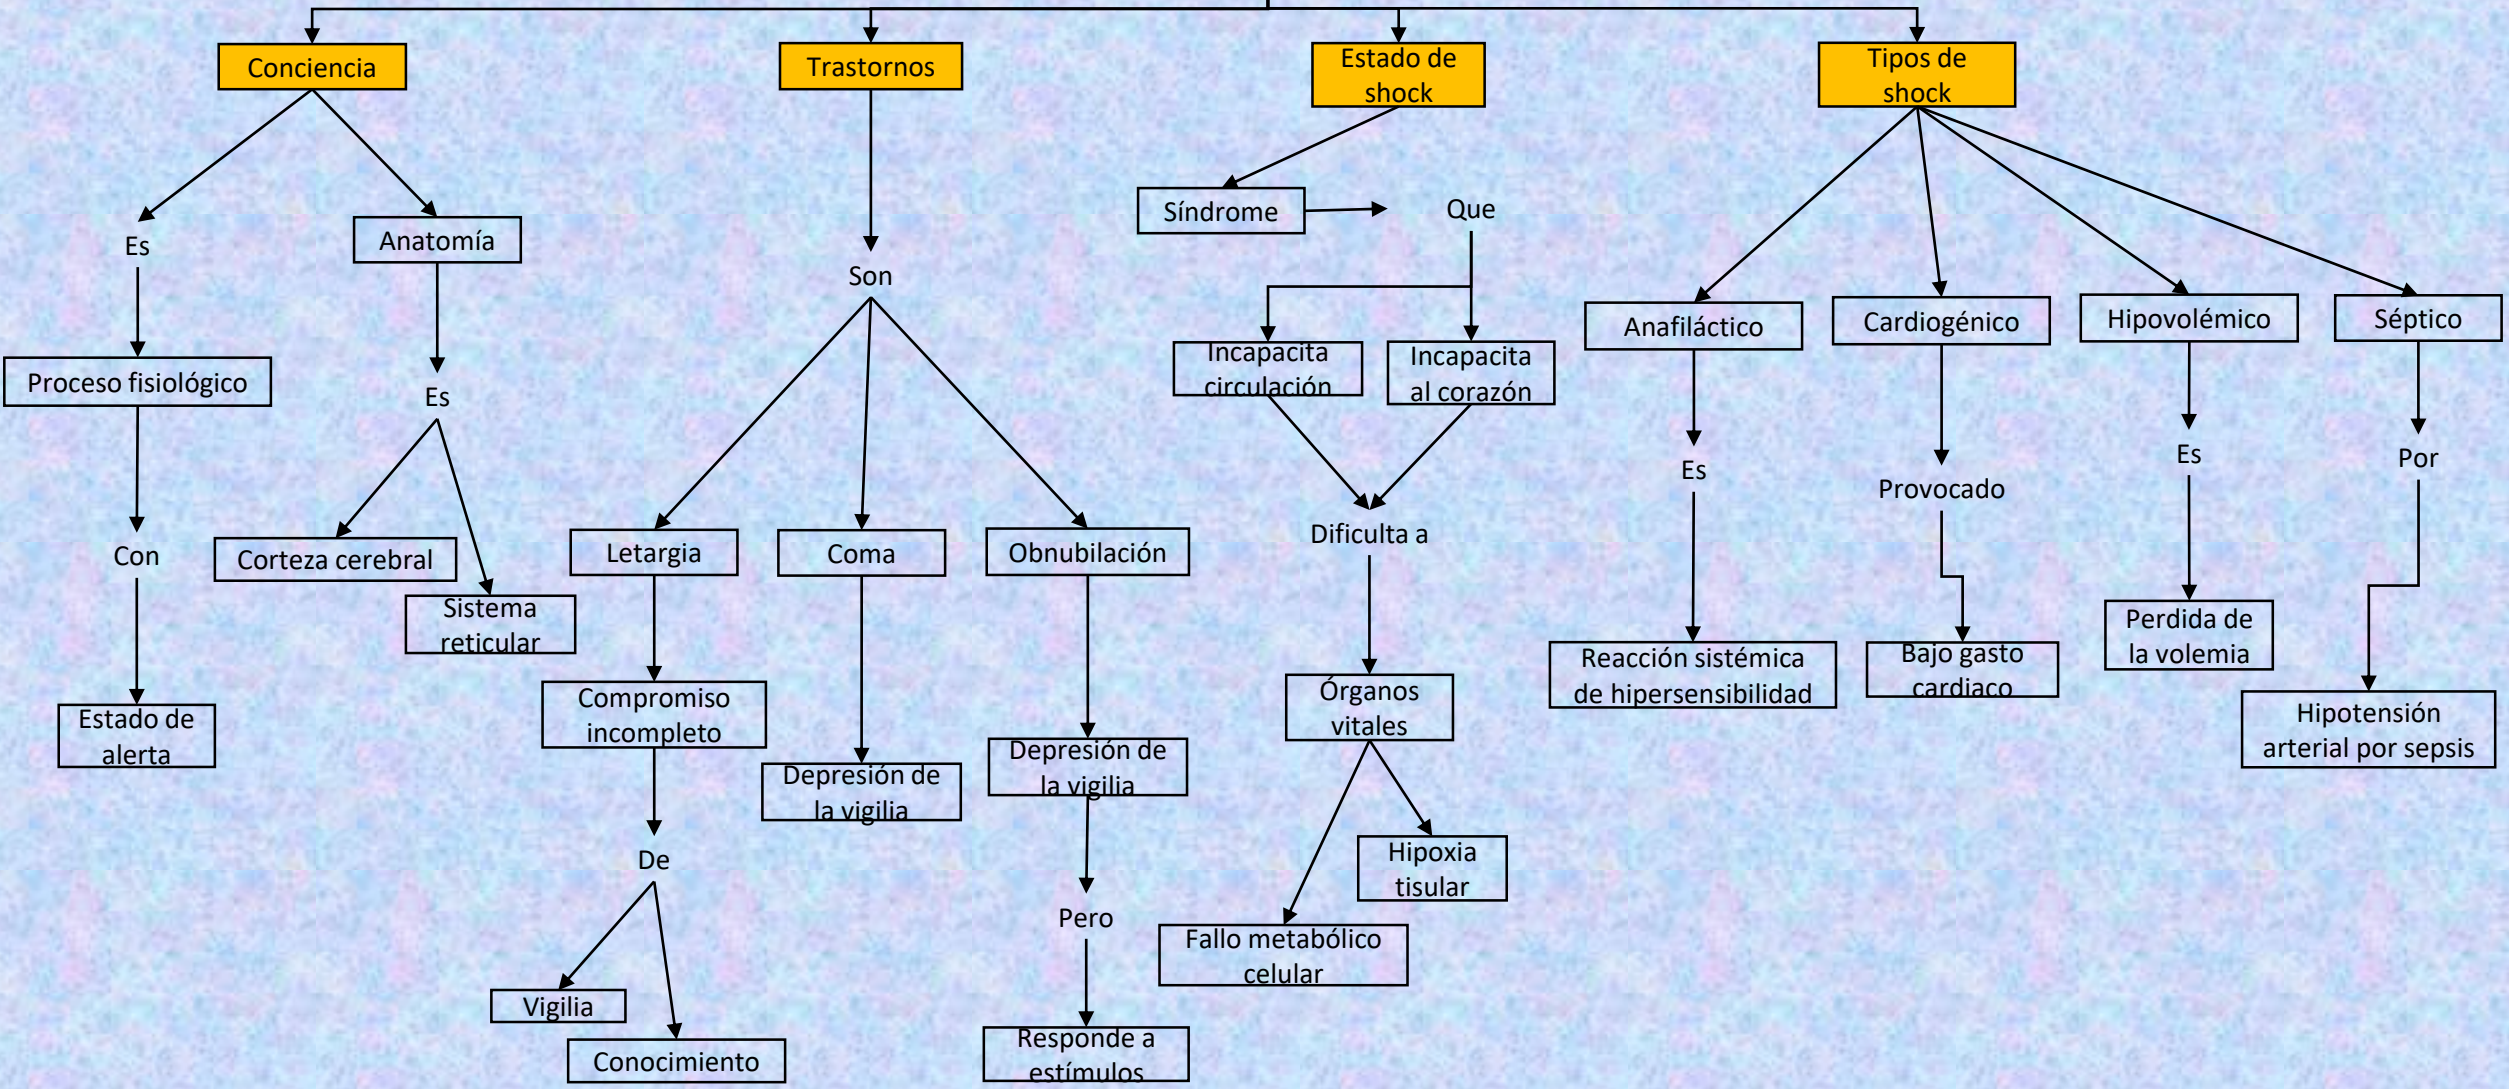 Conciencia
Es
Proceso fisiológico
Con
Estado de
alerta
Anatomía
Es
Corteza cerebral
Sistema
reticular
Trastornos
Son
Letargia
Compromiso
incompleto
De
Vigilia
Conocimiento
Coma
Depresión de
la vigilia
Obnubilación
Depresión de
la vigilia
Pero
Responde a
estímulos
Estado de
shock
Síndrome
Que
Incapacita
circulación
Incapacita
al corazón
Dificulta a
Órganos
vitales
Fallo metabólico
celular
Hipoxia
tisular
Tipos de
shock
Anafiláctico
Es
Reacción sistémica
de hipersensibilidad
Cardiogénico
Provocado
Bajo gasto
cardiaco
Hipovolémico
Es
Perdida de
la volemia
Séptico
Por
Hipotensión
arterial por sepsis